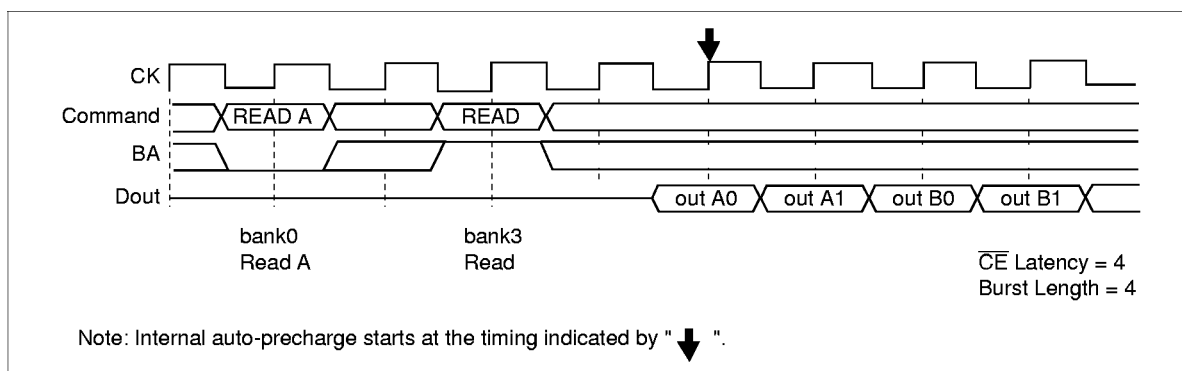 CK
Command READ A READ
BA
Dout out A0 out A1 out B0 out B1
bank0
Read A
bank3
Read
CE Latency = 4
Burst Length = 4
Note: Internal auto-precharge starts at the timing indicated by " ".